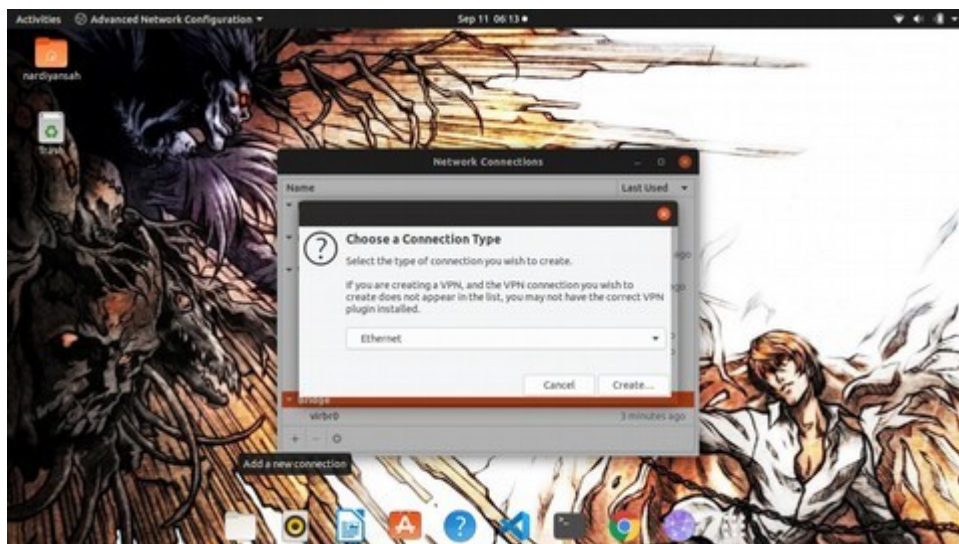 Activities Advanced Network Configuration Sep 11 06:13
nardiyansah
Trash
Network Connections
Name Last Used
Choose a Connection Type
Select the type of connection you wish to create.
ago
If you are creating a VPN, and the VPN connection you wish to
create does not appear in the list, you may not have the correct VPN
plugin installed.
Ethernet
Cancel Create...
Bridge
virbr0 3 minutes ago
Add a new connection